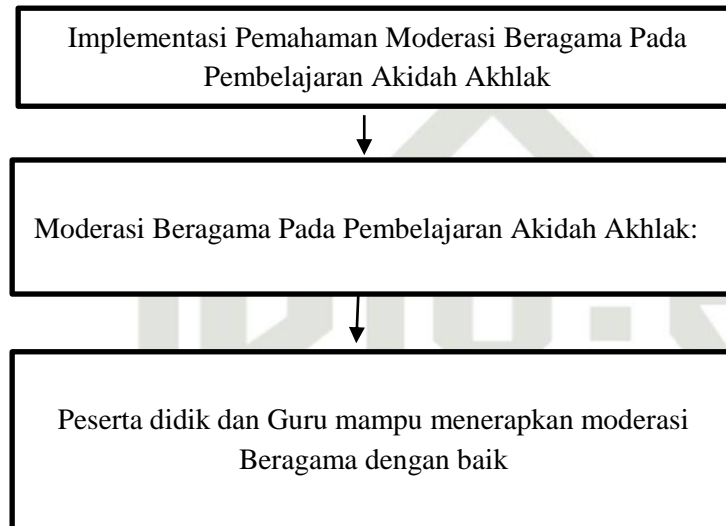 Implementasi Pemahaman Moderasi Beragama Pada
Pembelajaran Akidah Akhlak
Moderasi Beragama Pada Pembelajaran Akidah Akhlak:
Peserta didik dan Guru mampu menerapkan moderasi
Beragama dengan baik